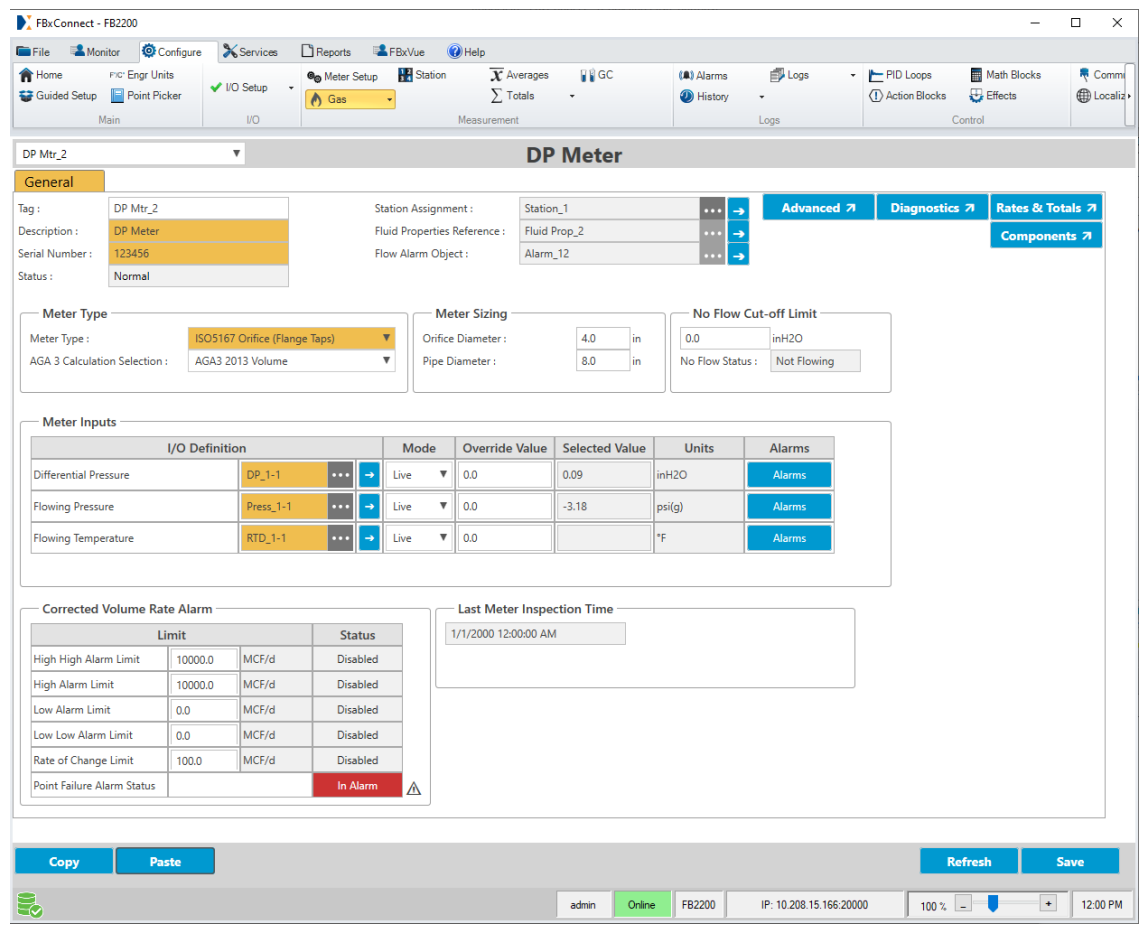 FBxConnect - FB2200
File Monitor Configure Services Reports FBxVue Help
Home Engr Units I/O Setup Meter Setup Station Averages GC Alarms Logs PID Loops Math Blocks Commu
Guided Setup Point Picker Gas Totals History Action Blocks Effects Localiz
Main I/O Measurement Logs Control
DP Mtr_2 DP Meter
General
Tag : DP Mtr_2 Station Assignment : Station_1 Advanced Diagnostics Rates & Totals
Description : DP Meter Fluid Properties Reference : Fluid Prop_2 Components
Serial Number : 123456 Flow Alarm Object : Alarm_12
Status : Normal
Meter Type Meter Sizing No Flow Cut-off Limit
Meter Type : ISO5167 Orifice (Flange Taps) Orifice Diameter : 4.0 in 0.0 inH2O
AGA 3 Calculation Selection : AGA3 2013 Volume Pipe Diameter : 8.0 in No Flow Status : Not Flowing
Meter Inputs
I/O Definition Mode Override Value Selected Value Units Alarms
Differential Pressure DP_1-1 Live 0.0 0.09 inH2O Alarms
Flowing Pressure Press_1-1 Live 0.0 -3.18 psi(g) Alarms
Flowing Temperature RTD_1-1 Live 0.0 °F Alarms
Corrected Volume Rate Alarm Last Meter Inspection Time
Limit Status 1/1/2000 12:00:00 AM
High High Alarm Limit 10000.0 MCF/d Disabled
High Alarm Limit 10000.0 MCF/d Disabled
Low Alarm Limit 0.0 MCF/d Disabled
Low Low Alarm Limit 0.0 MCF/d Disabled
Rate of Change Limit 100.0 MCF/d Disabled
Point Failure Alarm Status In Alarm
Copy Paste Refresh Save
admin Online FB2200 IP: 10.208.15.166:20000 100 % - + 12:00 PM